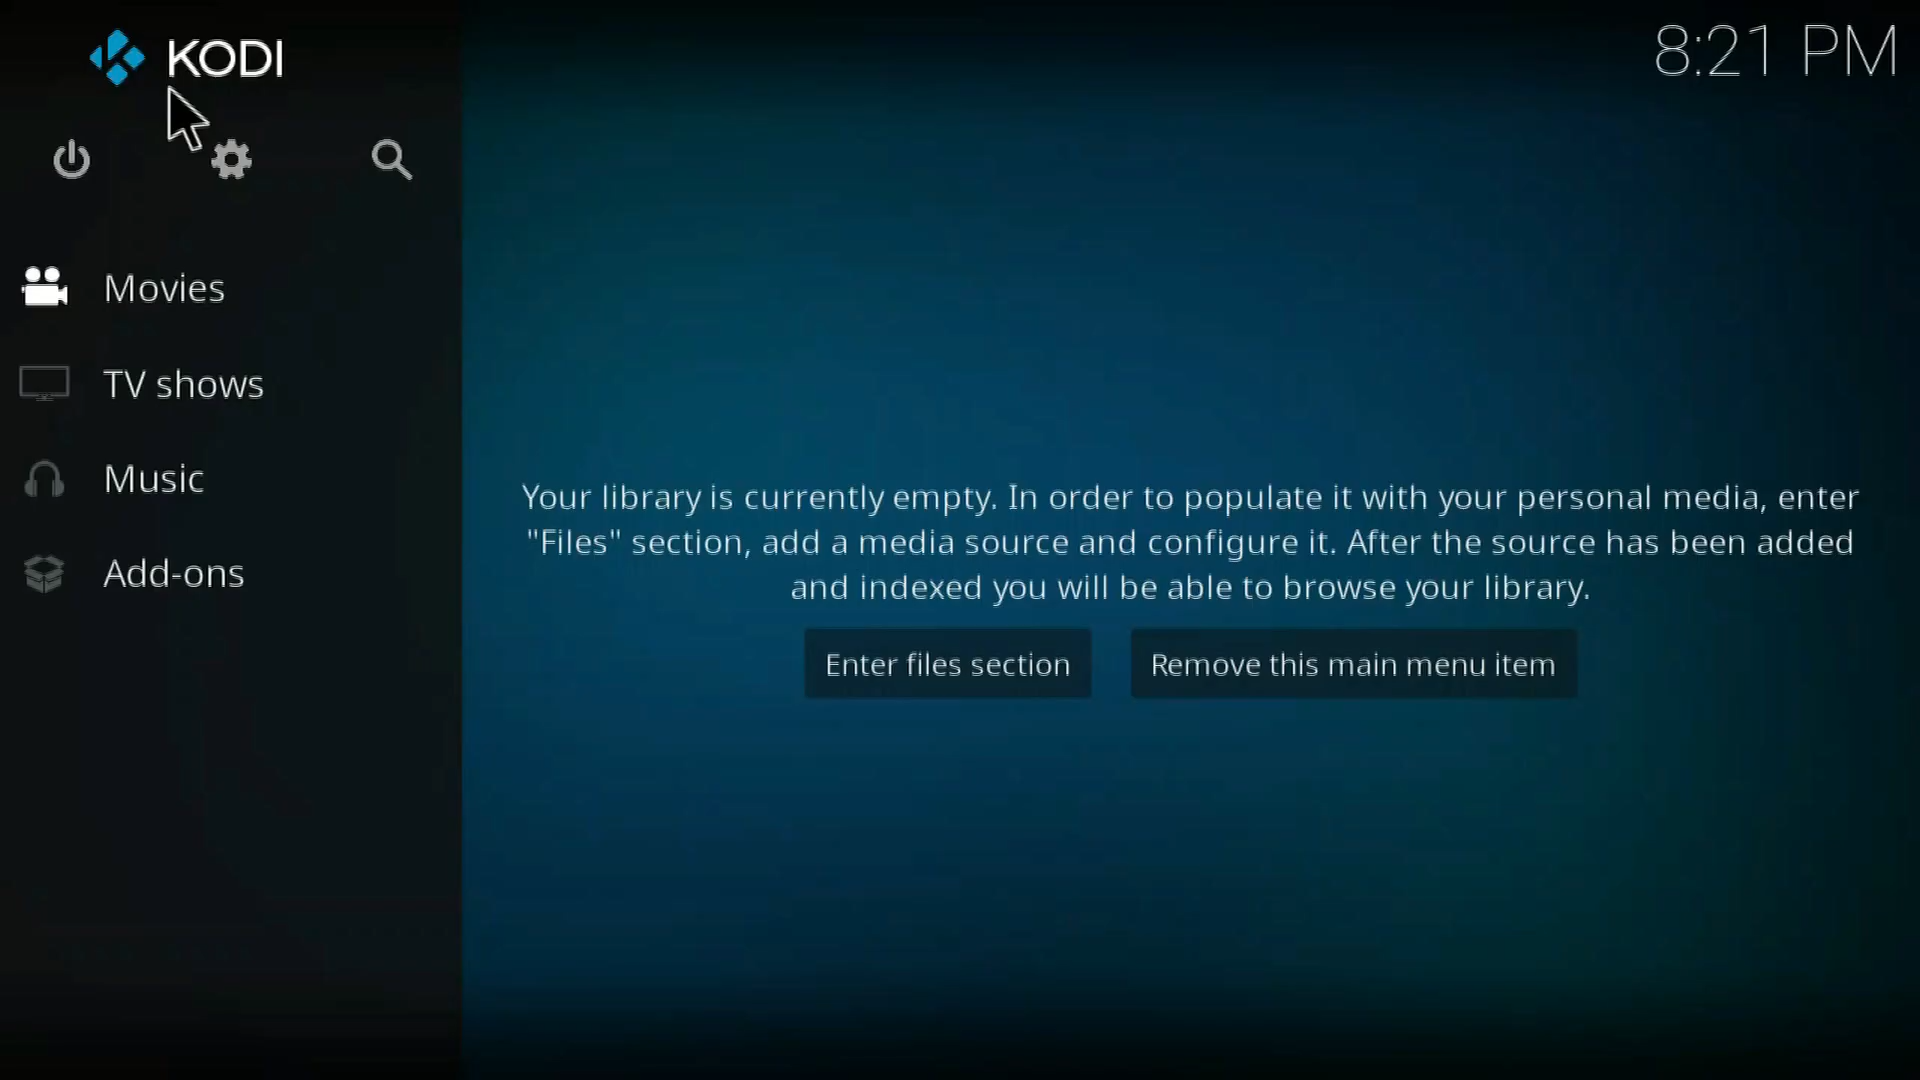 KODI
8:21 PM
Movies
TV shows
Music
Add-ons
Your library is currently empty. In order to populate it with your personal media, enter
"Files" section, add a media source and configure it. After the source has been added
and indexed you will be able to browse your library.
Enter files section
Remove this main menu item